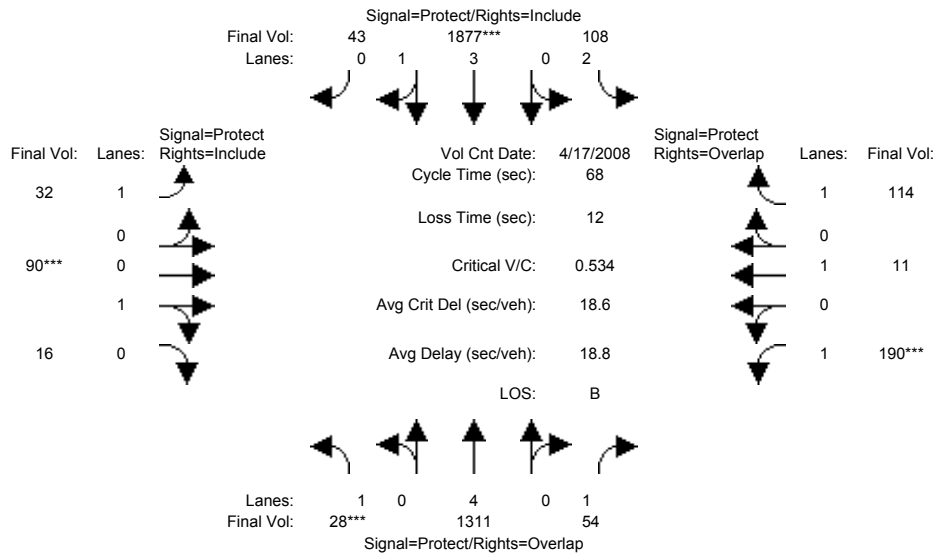 Signal=Protect/Rights=Include
Final Vol: 43 1877*** 108
Lanes: 0 1 3 0 2
Signal=Protect Signal=Protect
Final Vol: Lanes: Rights=Include Vol Cnt Date: 4/17/2008 Rights=Overlap Lanes: Final Vol:
Cycle Time (sec): 68
32 1 1 114
Loss Time (sec): 12
0 0
90*** 0 Critical V/C: 0.534 1 11
1 Avg Crit Del (sec/veh): 18.6 0
16 0 Avg Delay (sec/veh): 18.8 1 190***
LOS: B
Lanes: 1 0 4 0 1
Final Vol: 28*** 1311 54
Signal=Protect/Rights=Overlap